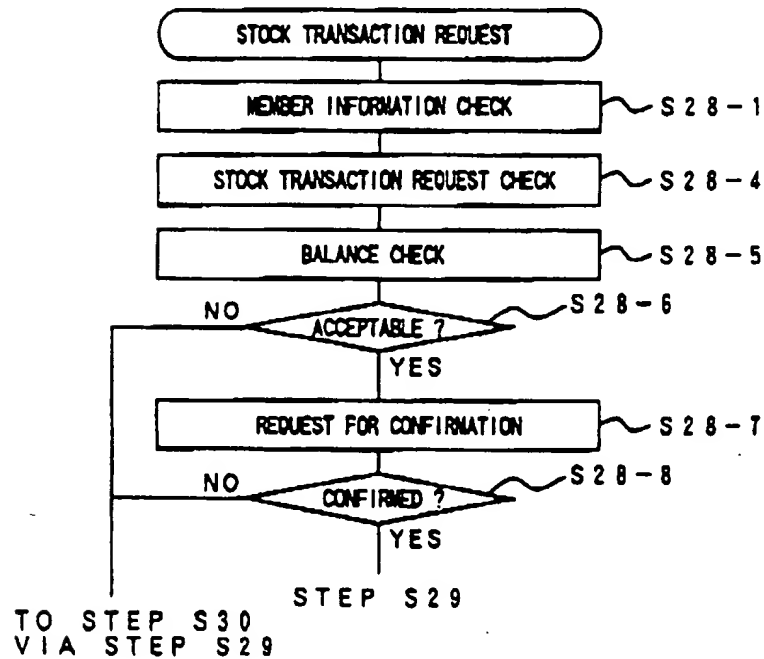 STOCK TRANSACTION REQUEST
MEMBER INFORMATION CHECK
S28-1
STOCK TRANSACTION REQUEST CHECK
S28-4
BALANCE CHECK
S28-5
S28-6
NO
ACCEPTABLE ?
YES
REQUEST FOR CONFIRMATION
S28-7
S28-8
NO
CONFIRMED ?
YES
STEP S29
TO STEP S30
VIA STEP S29